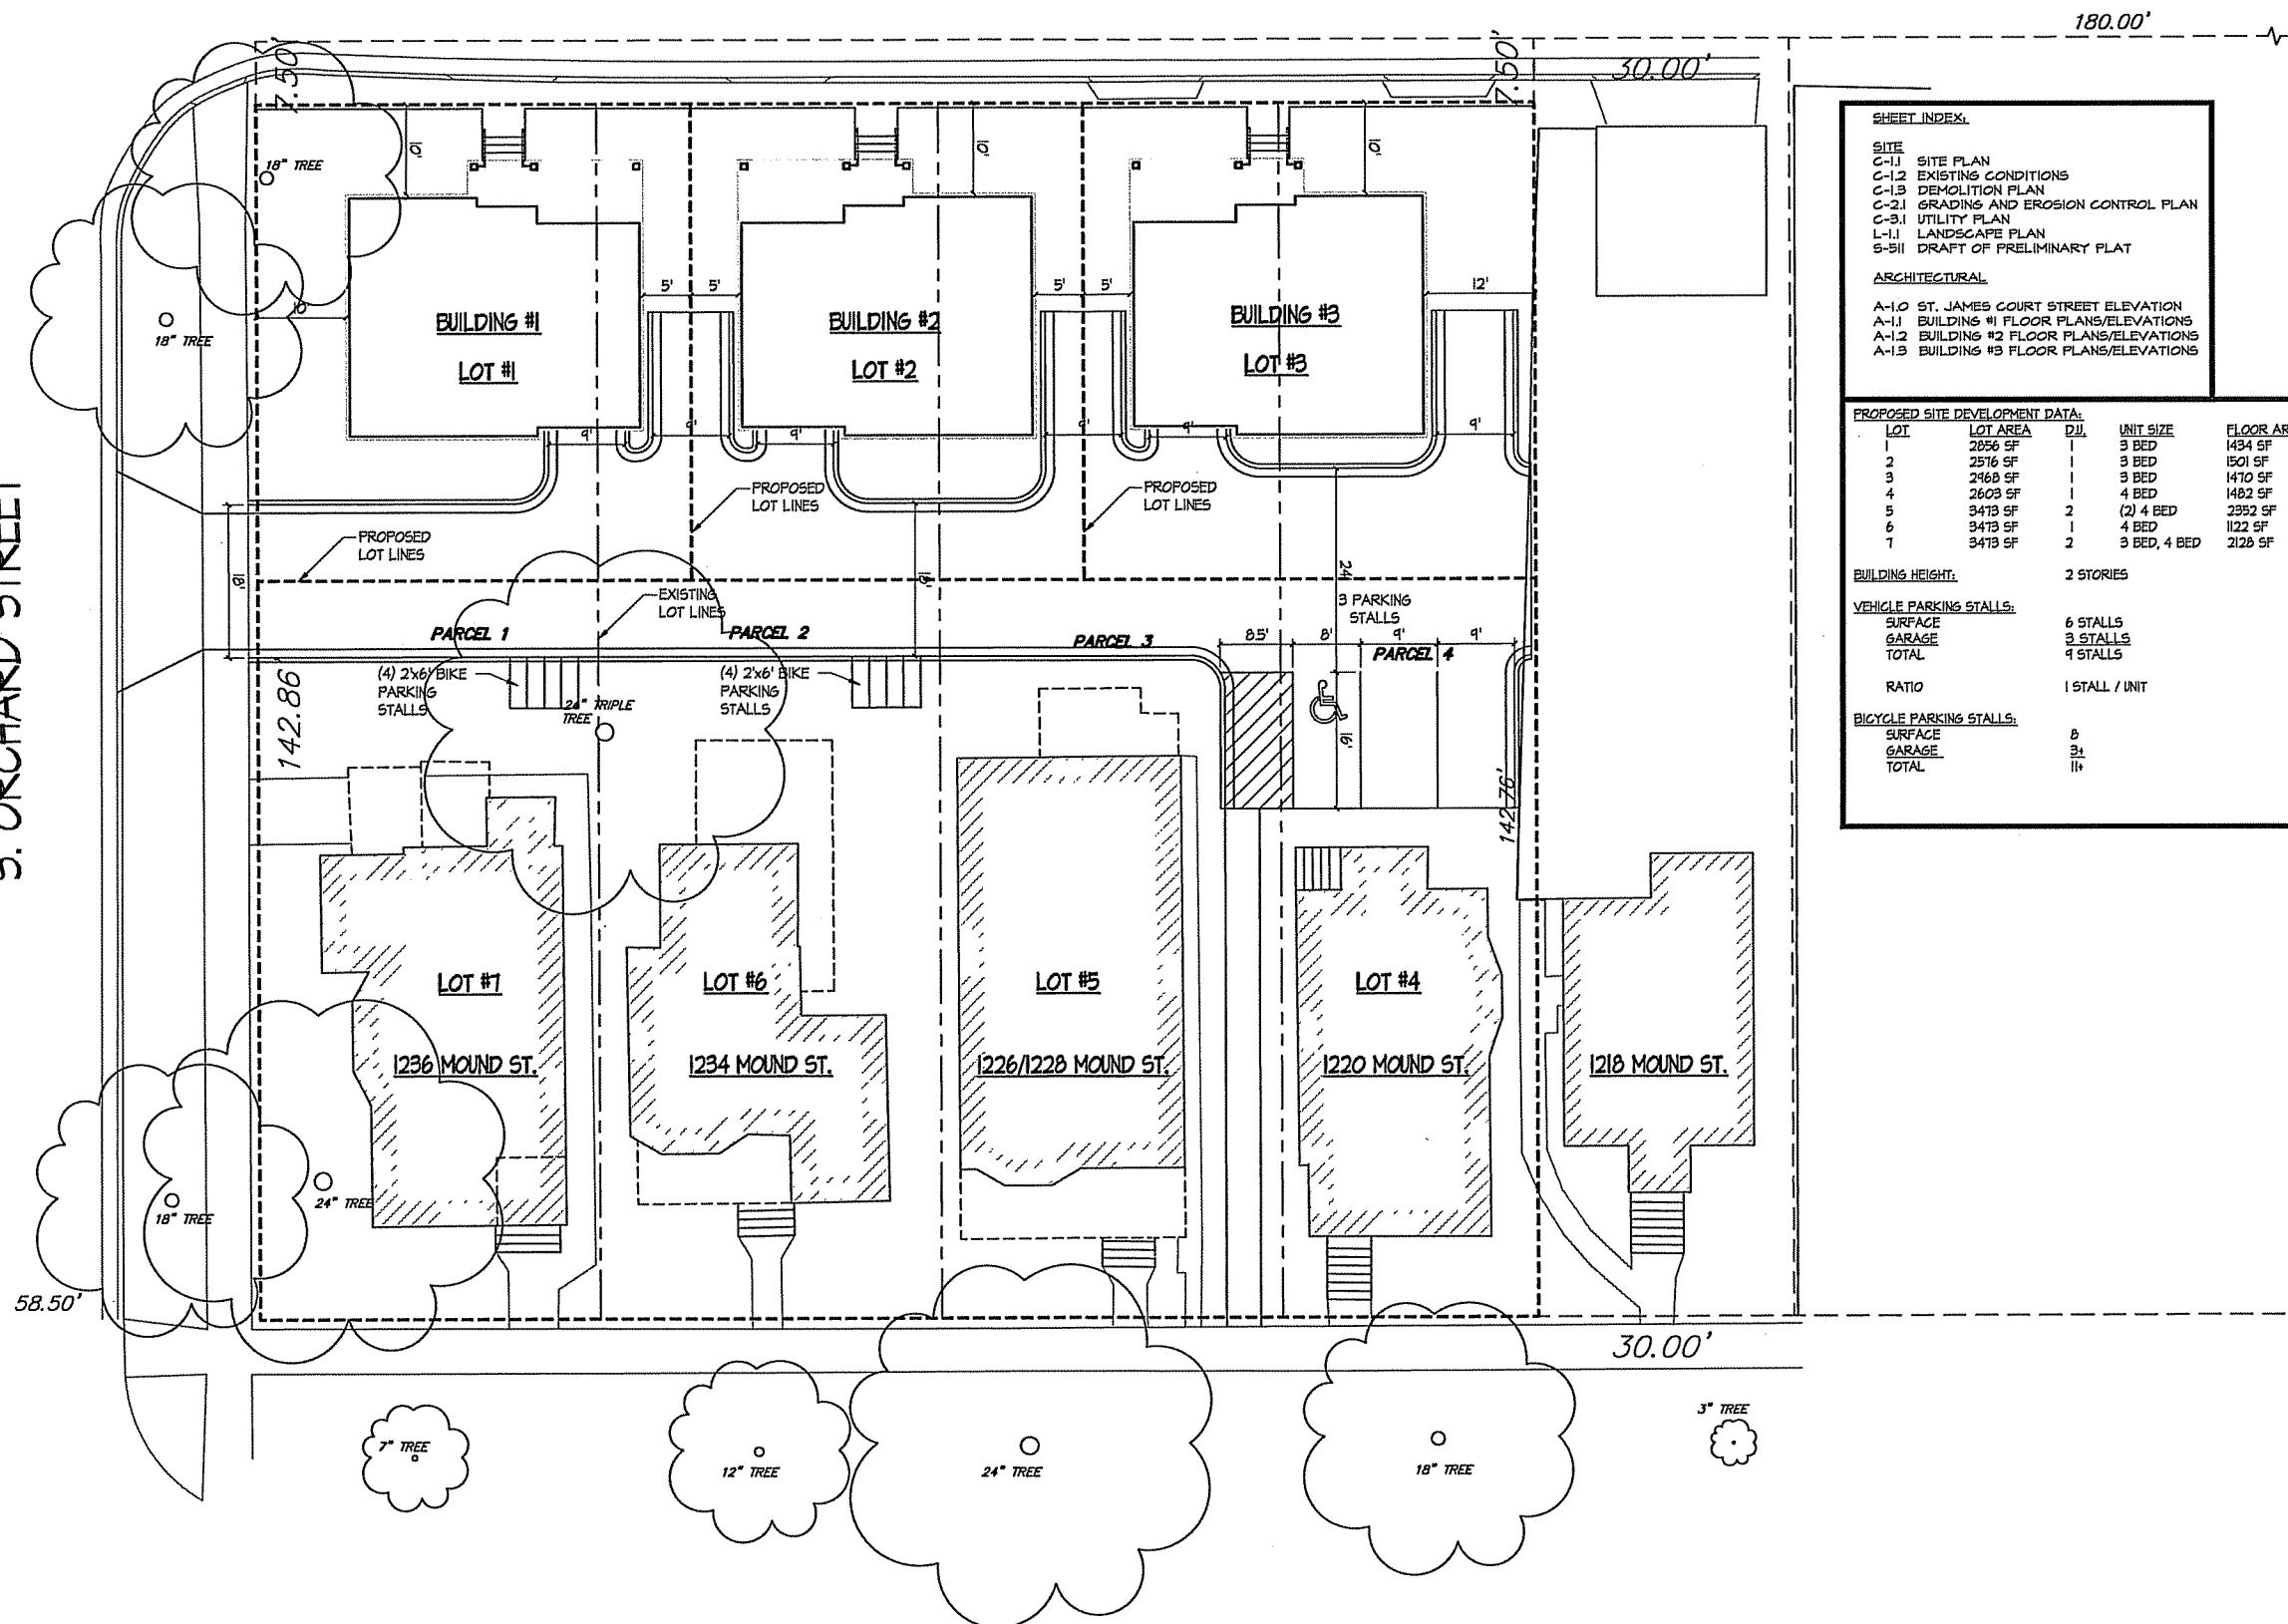 180.00'
7.50'
7.50'
30.00'
18" TREE
10'
10'
10'
18" TREE
10'
5'
5'
5'
5'
12'
BUILDING #1
LOT #1
BUILDING #2
LOT #2
BUILDING #3
LOT #3
9'
9'
9'
9'
9'
9'
PROPOSED
LOT LINES
PROPOSED
LOT LINES
PROPOSED
LOT LINES
S. ORCHARD STREET
18'
18'
24'
EXISTING
LOT LINES
3 PARKING
STALLS
PARCEL 1
PARCEL 2
PARCEL 3
PARCEL 4
8.5'
8'
9'
9'
(4) 2'x6' BIKE
PARKING
STALLS
(4) 2'x6' BIKE
PARKING
STALLS
24" TRIPLE
TREE
16'
142.86'
142.76'
LOT #7
LOT #6
LOT #5
LOT #4
1236 MOUND ST.
1234 MOUND ST.
1226/1228 MOUND ST.
1220 MOUND ST.
1218 MOUND ST.
18" TREE
24" TREE
58.50'
30.00'
7" TREE
12" TREE
24" TREE
18" TREE
3" TREE
SHEET INDEX:
SITE
C-1.1 SITE PLAN
C-1.2 EXISTING CONDITIONS
C-1.3 DEMOLITION PLAN
C-2.1 GRADING AND EROSION CONTROL PLAN
C-3.1 UTILITY PLAN
L-1.1 LANDSCAPE PLAN
S-511 DRAFT OF PRELIMINARY PLAT
ARCHITECTURAL
A-1.0 ST. JAMES COURT STREET ELEVATION
A-1.1 BUILDING #1 FLOOR PLANS/ELEVATIONS
A-1.2 BUILDING #2 FLOOR PLANS/ELEVATIONS
A-1.3 BUILDING #3 FLOOR PLANS/ELEVATIONS
PROPOSED SITE DEVELOPMENT DATA:
LOT LOT AREA D.U. UNIT SIZE FLOOR AR
1 2856 SF 1 3 BED 1434 SF
2 2576 SF 1 3 BED 1501 SF
3 2968 SF 1 3 BED 1470 SF
4 2603 SF 1 4 BED 1482 SF
5 3473 SF 2 (2) 4 BED 2352 SF
6 3473 SF 1 4 BED 1122 SF
7 3473 SF 2 3 BED, 4 BED 2128 SF
BUILDING HEIGHT: 2 STORIES
VEHICLE PARKING STALLS:
SURFACE 6 STALLS
GARAGE 3 STALLS
TOTAL 9 STALLS
RATIO 1 STALL / UNIT
BICYCLE PARKING STALLS:
SURFACE 8
GARAGE 3+
TOTAL 11+